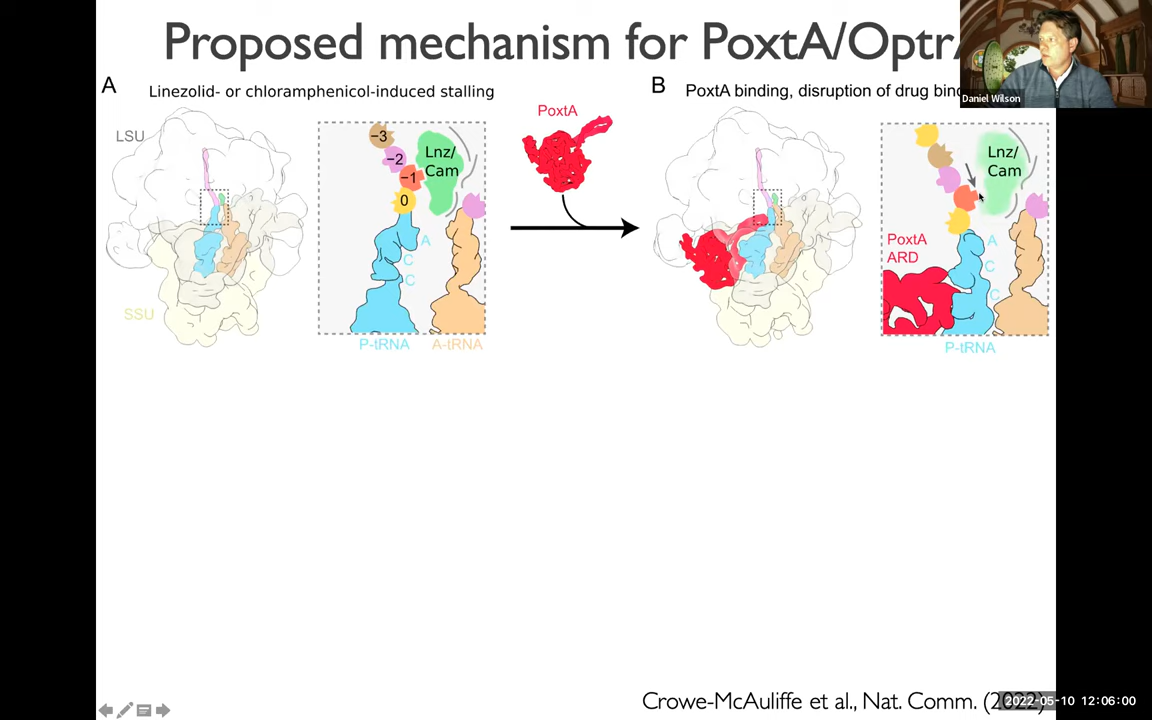 Proposed mechanism for PoxtA/Optr
Daniel Wilson
A
Linezolid- or chloramphenicol-induced stalling
LSU
SSU
−3
−2
−1
0
Lnz/
Cam
A
C
C
P-tRNA
A-tRNA
PoxtA
B
PoxtA binding, disruption of drug
Lnz/
Cam
PoxtA
ARD
A
C
C
P-tRNA
Crowe-McAuliffe et al., Nat. Comm. (2022)
2022-05-10 12:06:00